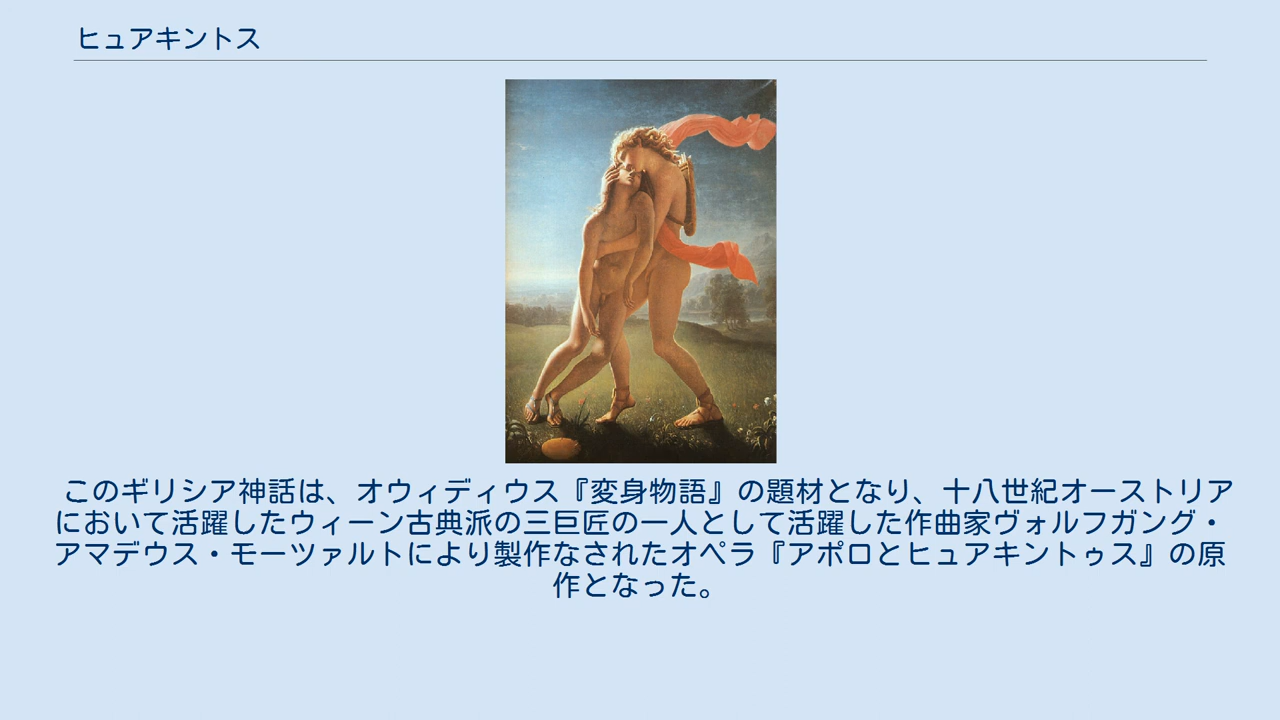 ヒュアキントス
このギリシア神話は、オウィディウス『変身物語』の題材となり、十八世紀オーストリア
において活躍したウィーン古典派の三巨匠の一人として活躍した作曲家ヴォルフガング・
アマデウス・モーツァルトにより製作なされたオペラ『アポロとヒュアキントゥス』の原
作となった。